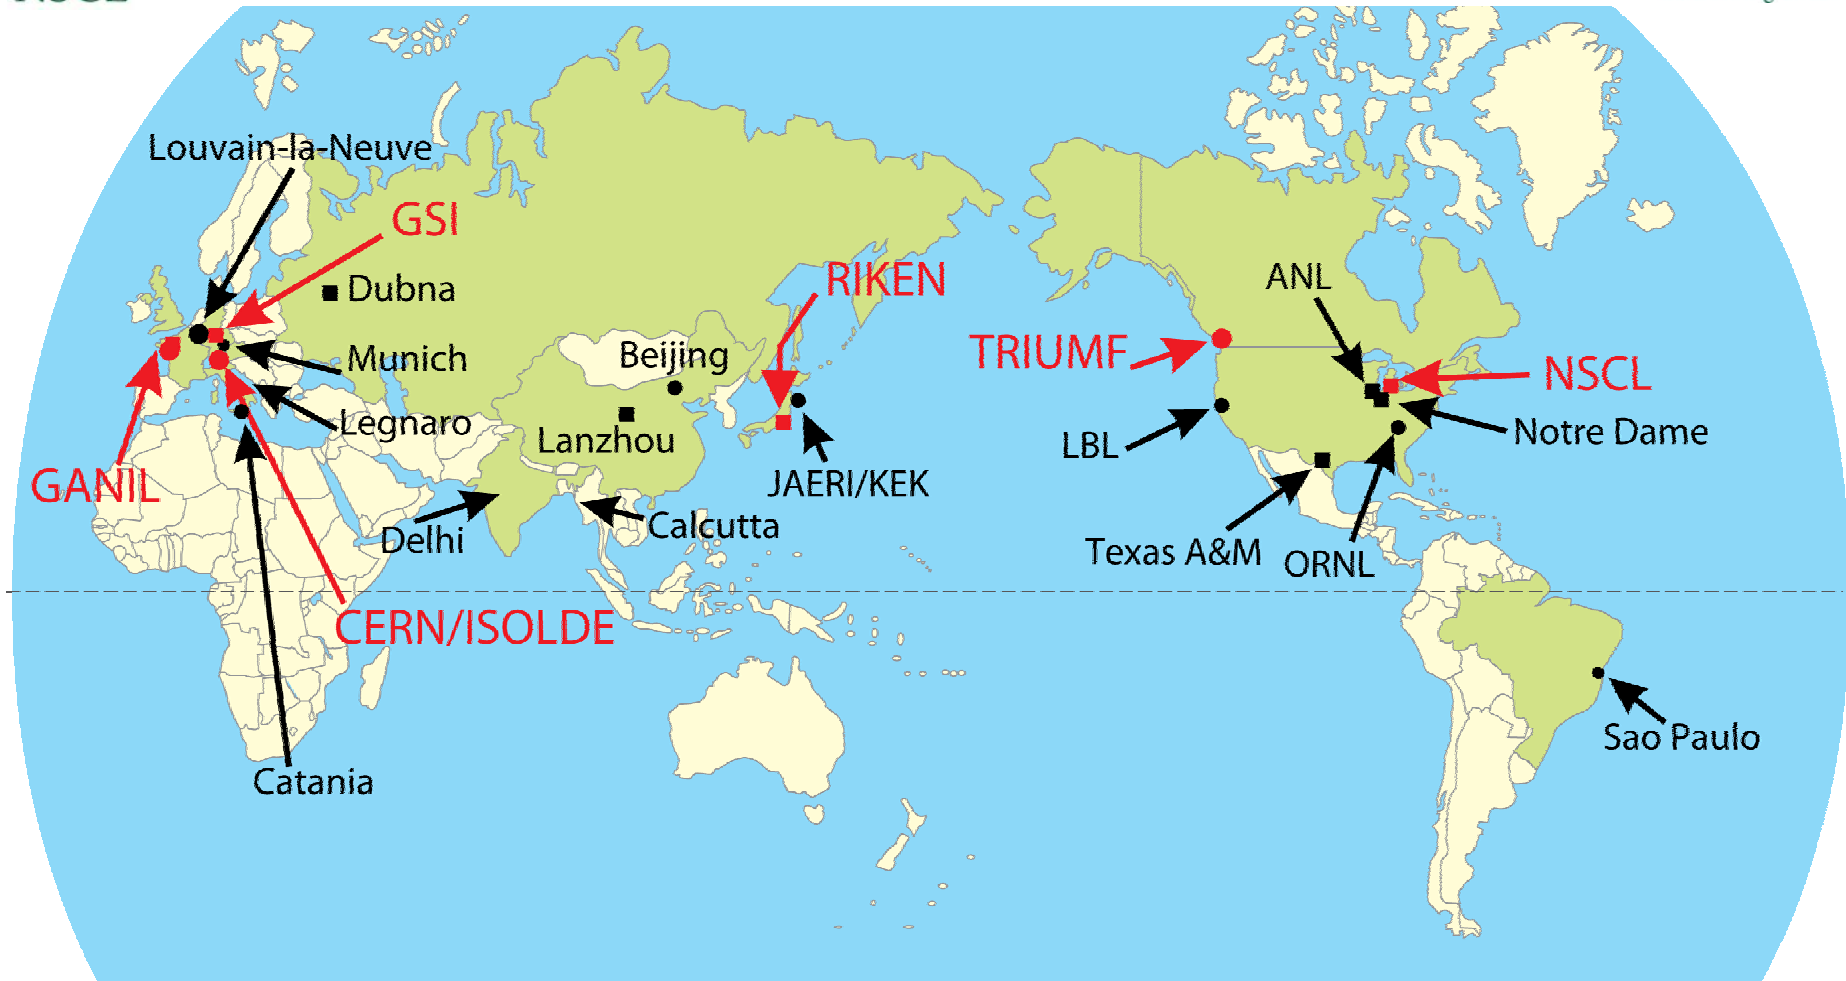 Louvain-la-Neuve
GSI
Dubna
RIKEN
ANL
Munich
Beijing
TRIUMF
NSCL
Legnaro
Lanzhou
LBL
Notre Dame
GANIL
JAERI/KEK
Delhi
Calcutta
Texas A&M
ORNL
CERN/ISOLDE
Sao Paulo
Catania